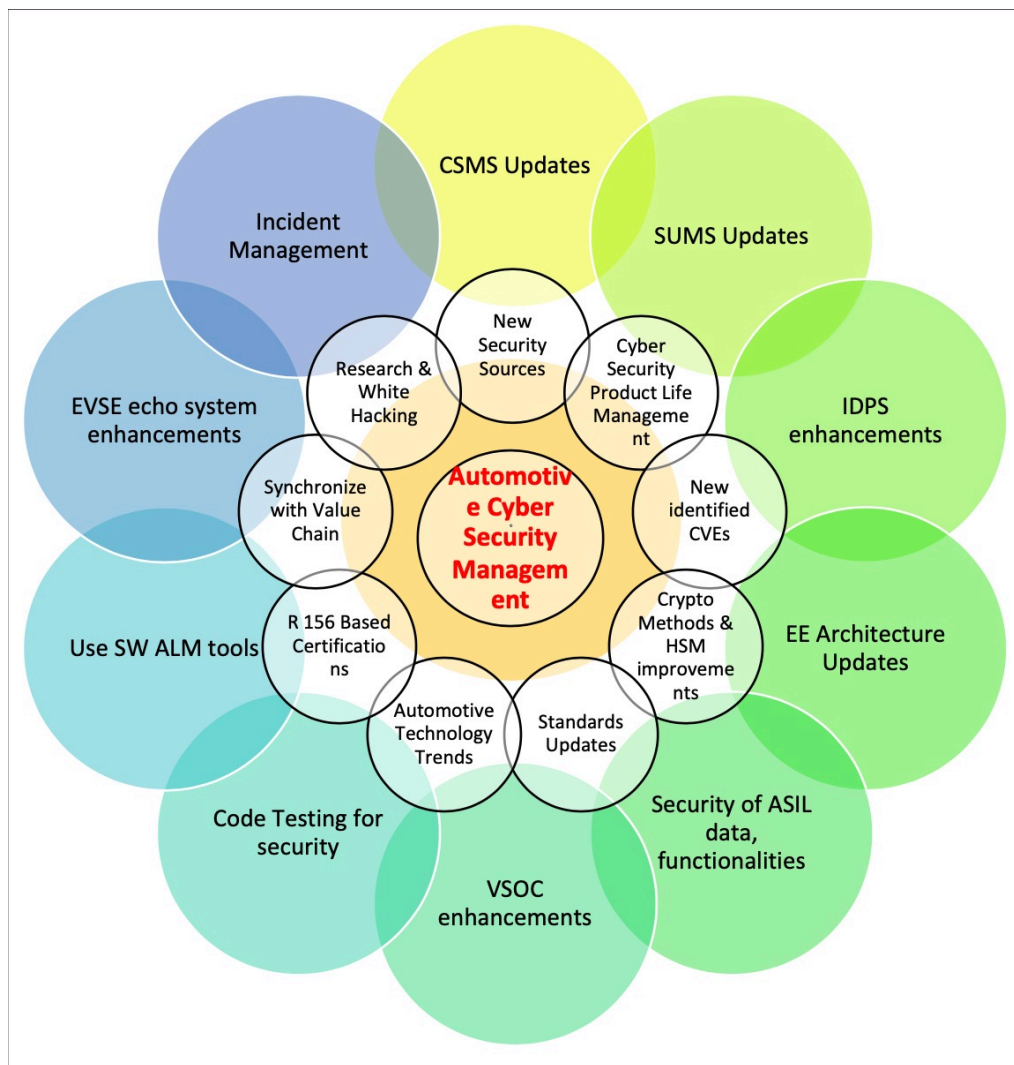 CSMS Updates
SUMS Updates
IDPS
enhancements
EE Architecture
Updates
Security of ASIL
data,
functionalities
VSOC
enhancements
Code Testing for
security
Use SW ALM tools
EVSE echo system
enhancements
Incident
Management
New
Security
Sources
Cyber
Security
Product Life
Manageme
nt
New
identified
CVEs
Crypto
Methods &
HSM
improveme
nts
Standards
Updates
Automotive
Technology
Trends
R 156 Based
Certificatio
ns
Synchronize
with Value
Chain
Research &
White
Hacking
Automotiv
e Cyber
Security
Managem
ent